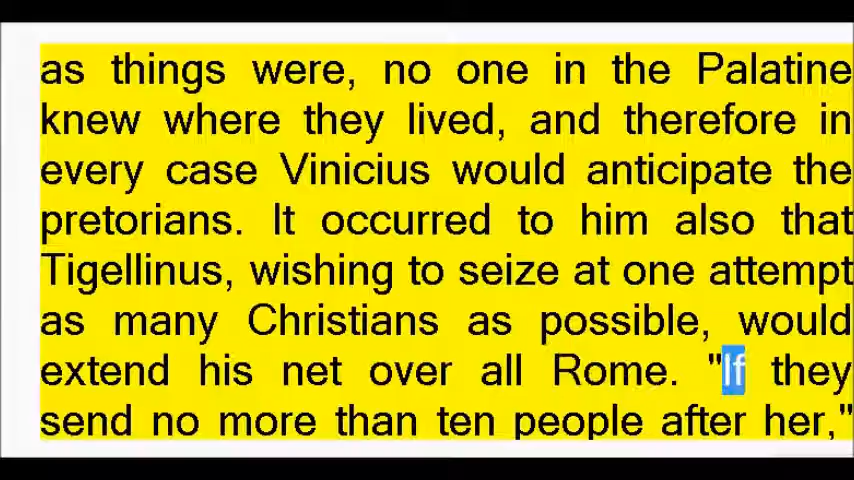 as things were, no one in the Palatine
knew where they lived, and therefore in
every case Vinicius would anticipate the
pretorians. It occurred to him also that
Tigellinus, wishing to seize at one attempt
as many Christians as possible, would
extend his net over all Rome. "If they
send no more than ten people after her,"